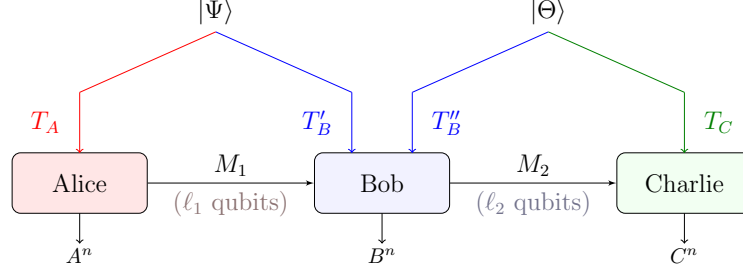 |Ψ⟩ |Θ⟩
T_A T'_B T''_B T_C
Alice M_1 Bob M_2 Charlie
(ℓ_1 qubits) (ℓ_2 qubits)
A^n B^n C^n